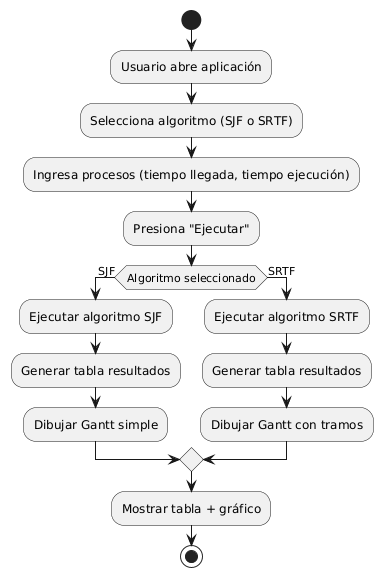 Usuario abre aplicación
Selecciona algoritmo (SJF o SRTF)
Ingresa procesos (tiempo llegada, tiempo ejecución)
Presiona "Ejecutar"
SJF
Algoritmo seleccionado
SRTF
Ejecutar algoritmo SJF
Ejecutar algoritmo SRTF
Generar tabla resultados
Generar tabla resultados
Dibujar Gantt simple
Dibujar Gantt con tramos
Mostrar tabla + gráfico